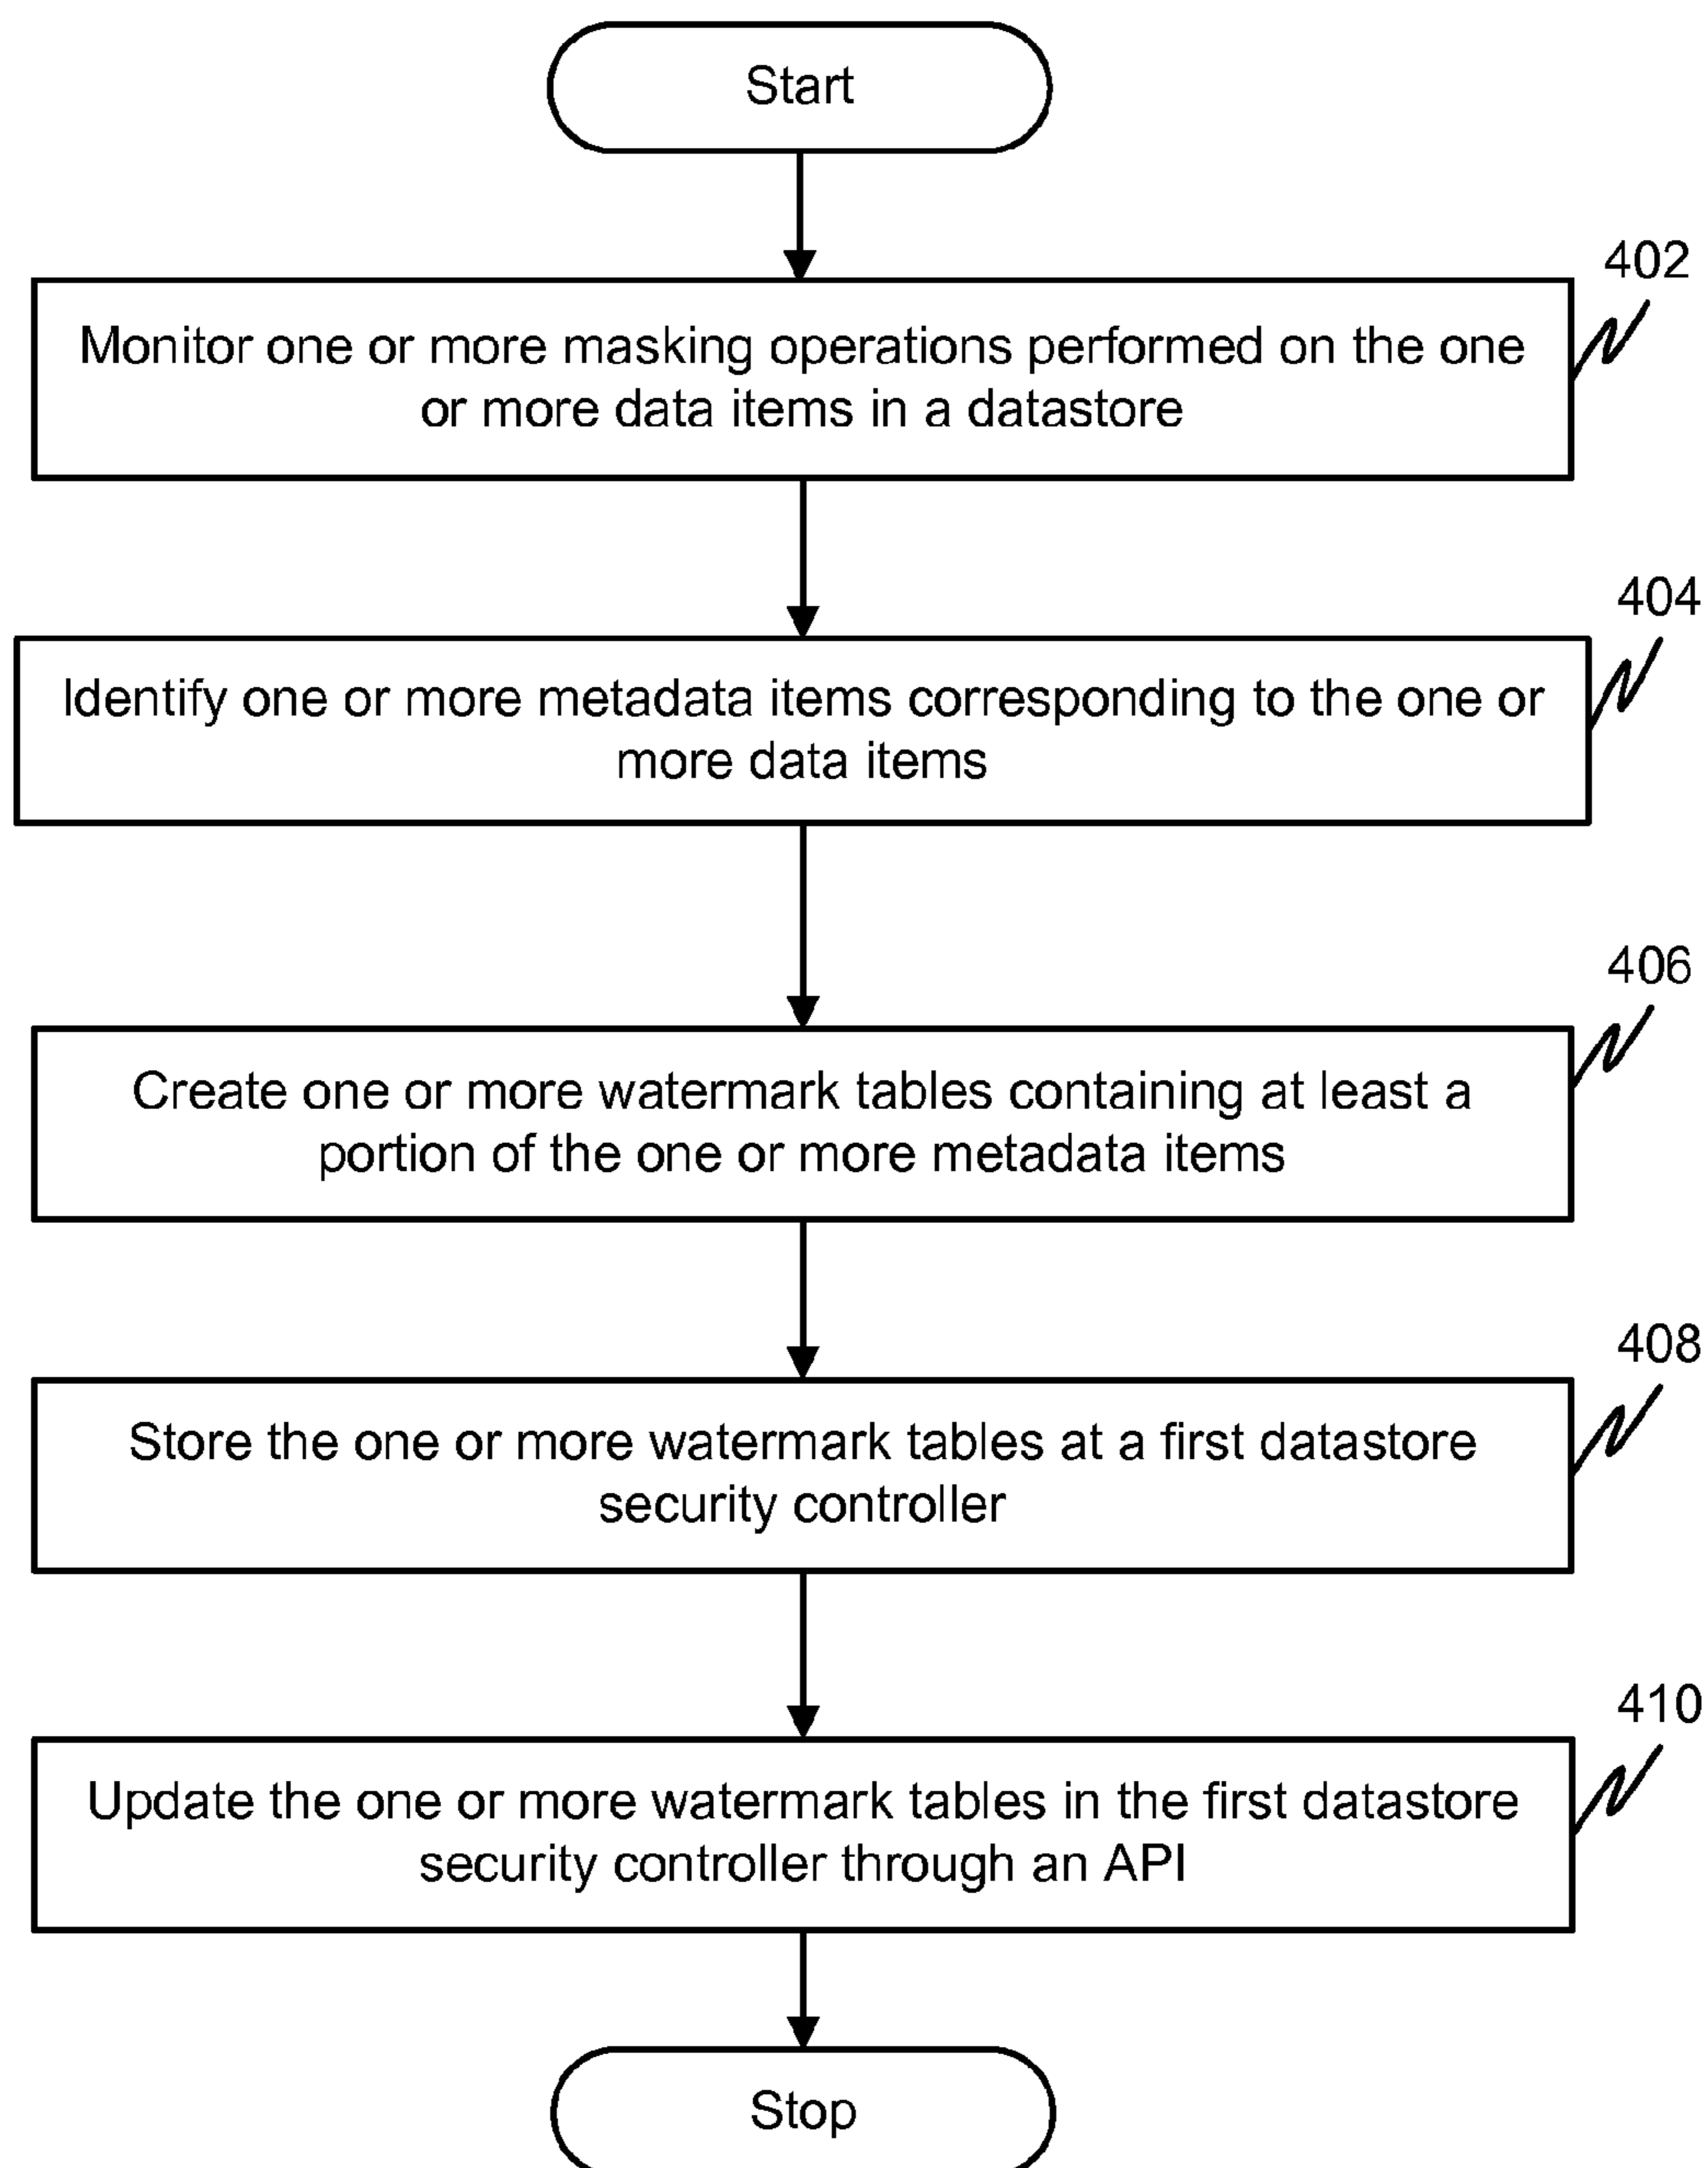 Start
402
Monitor one or more masking operations performed on the one
or more data items in a datastore
404
Identify one or more metadata items corresponding to the one or
more data items
406
Create one or more watermark tables containing at least a
portion of the one or more metadata items
408
Store the one or more watermark tables at a first datastore
security controller
410
Update the one or more watermark tables in the first datastore
security controller through an API
Stop